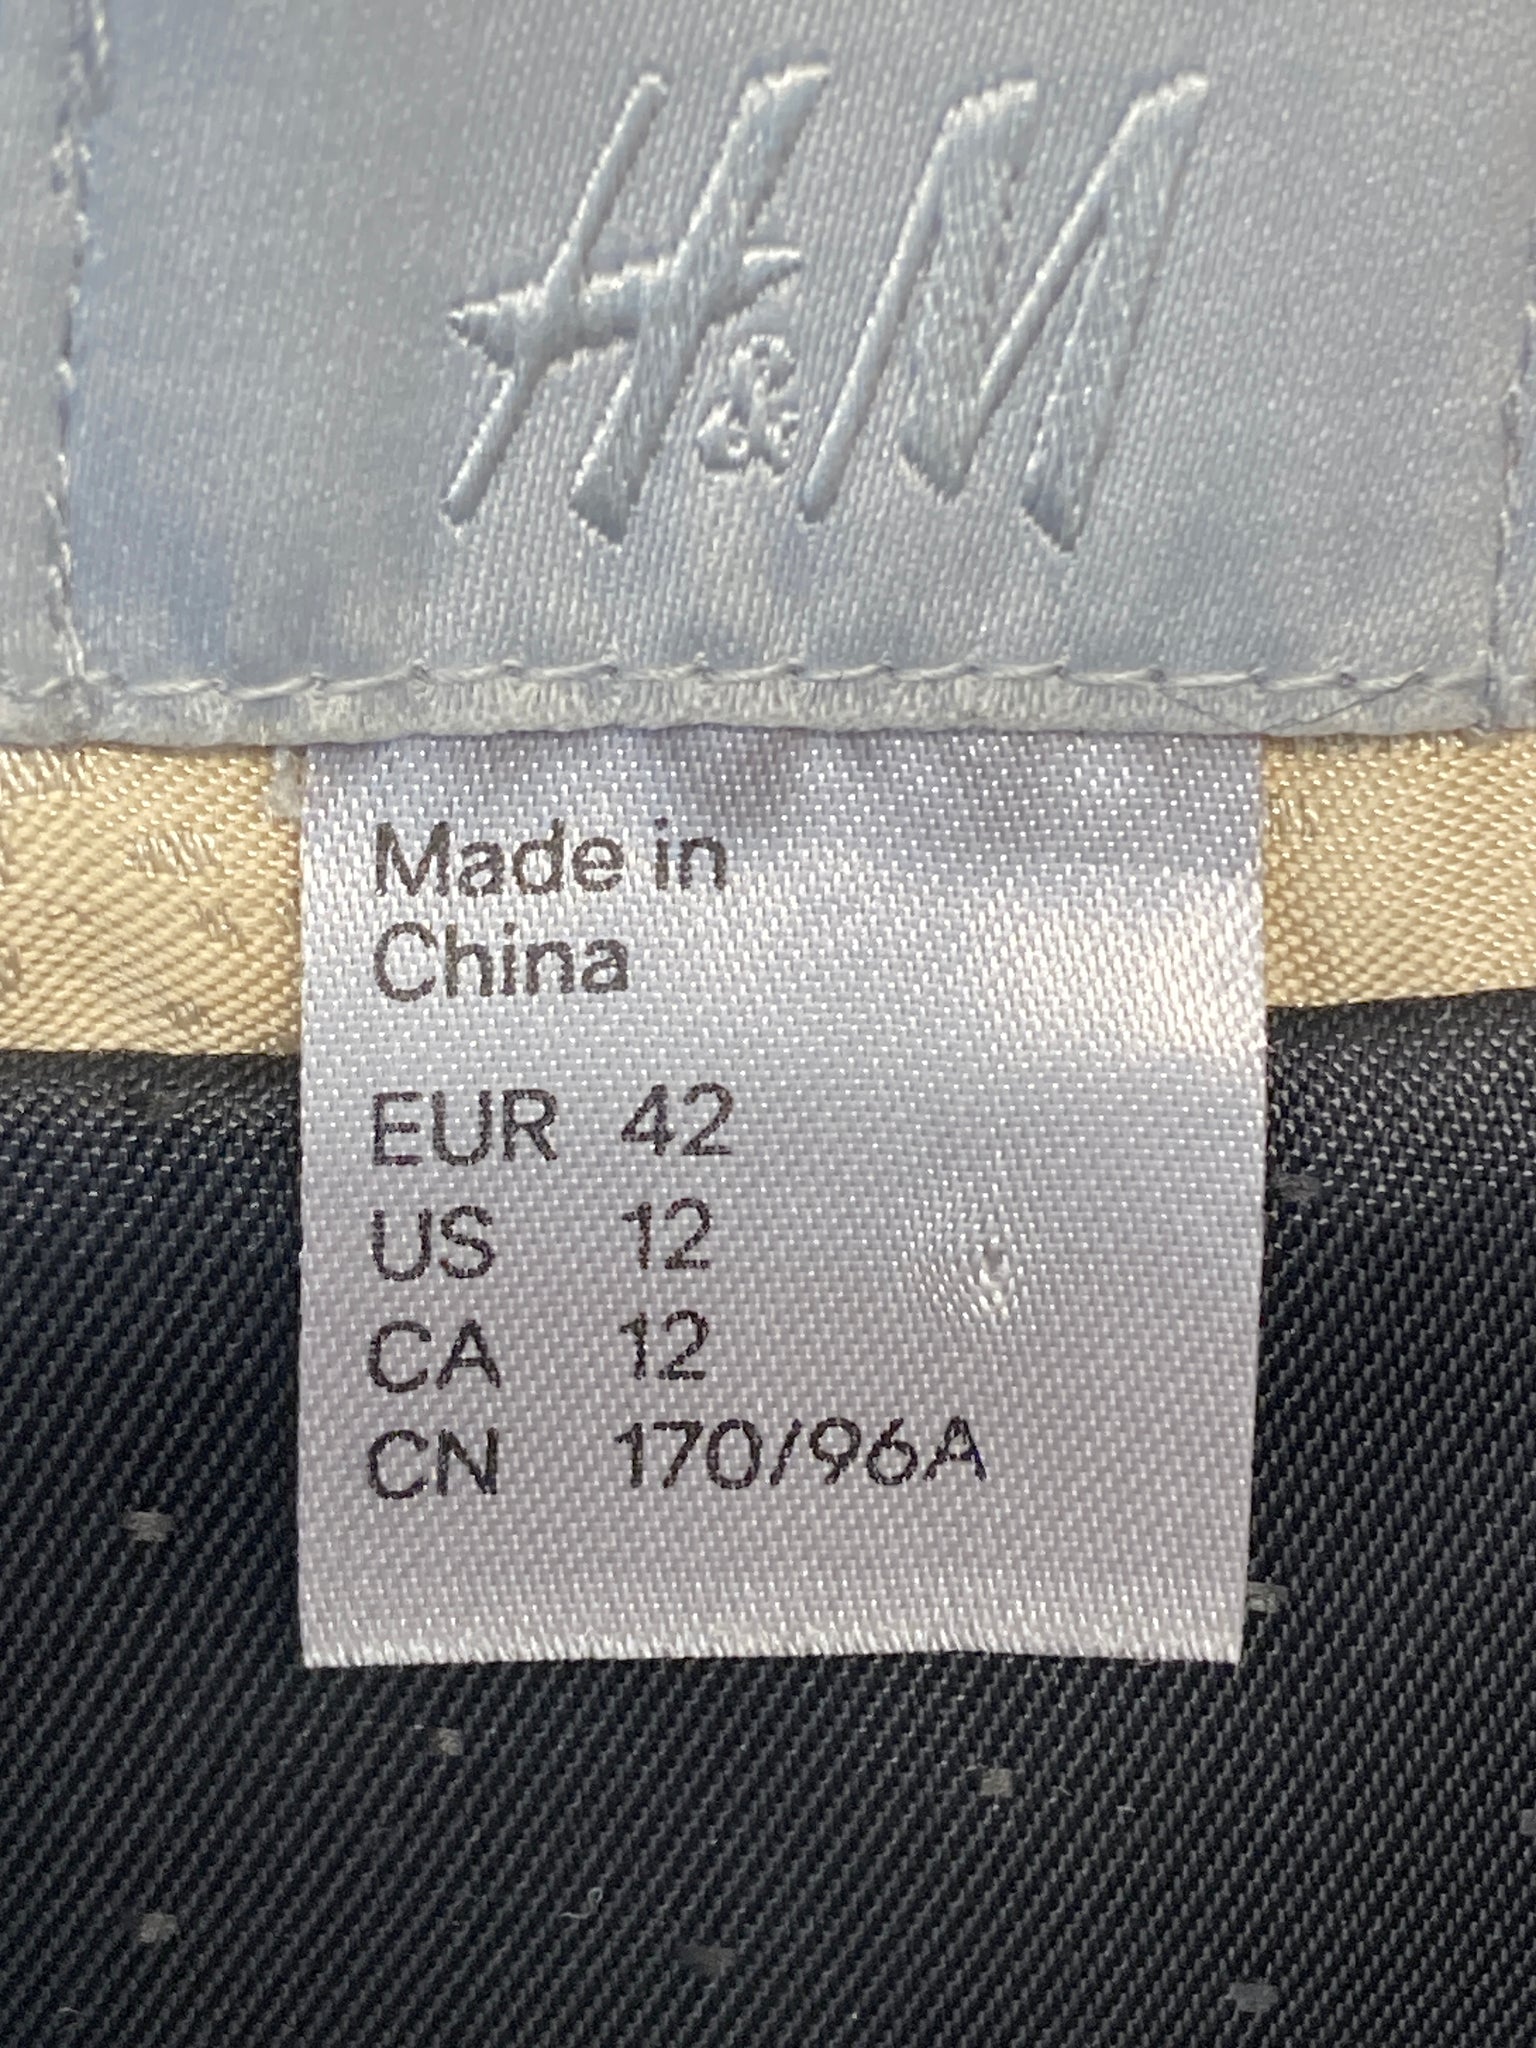 H&M
Made in
China
EUR 42
US 12
CA 12
CN 170/96A